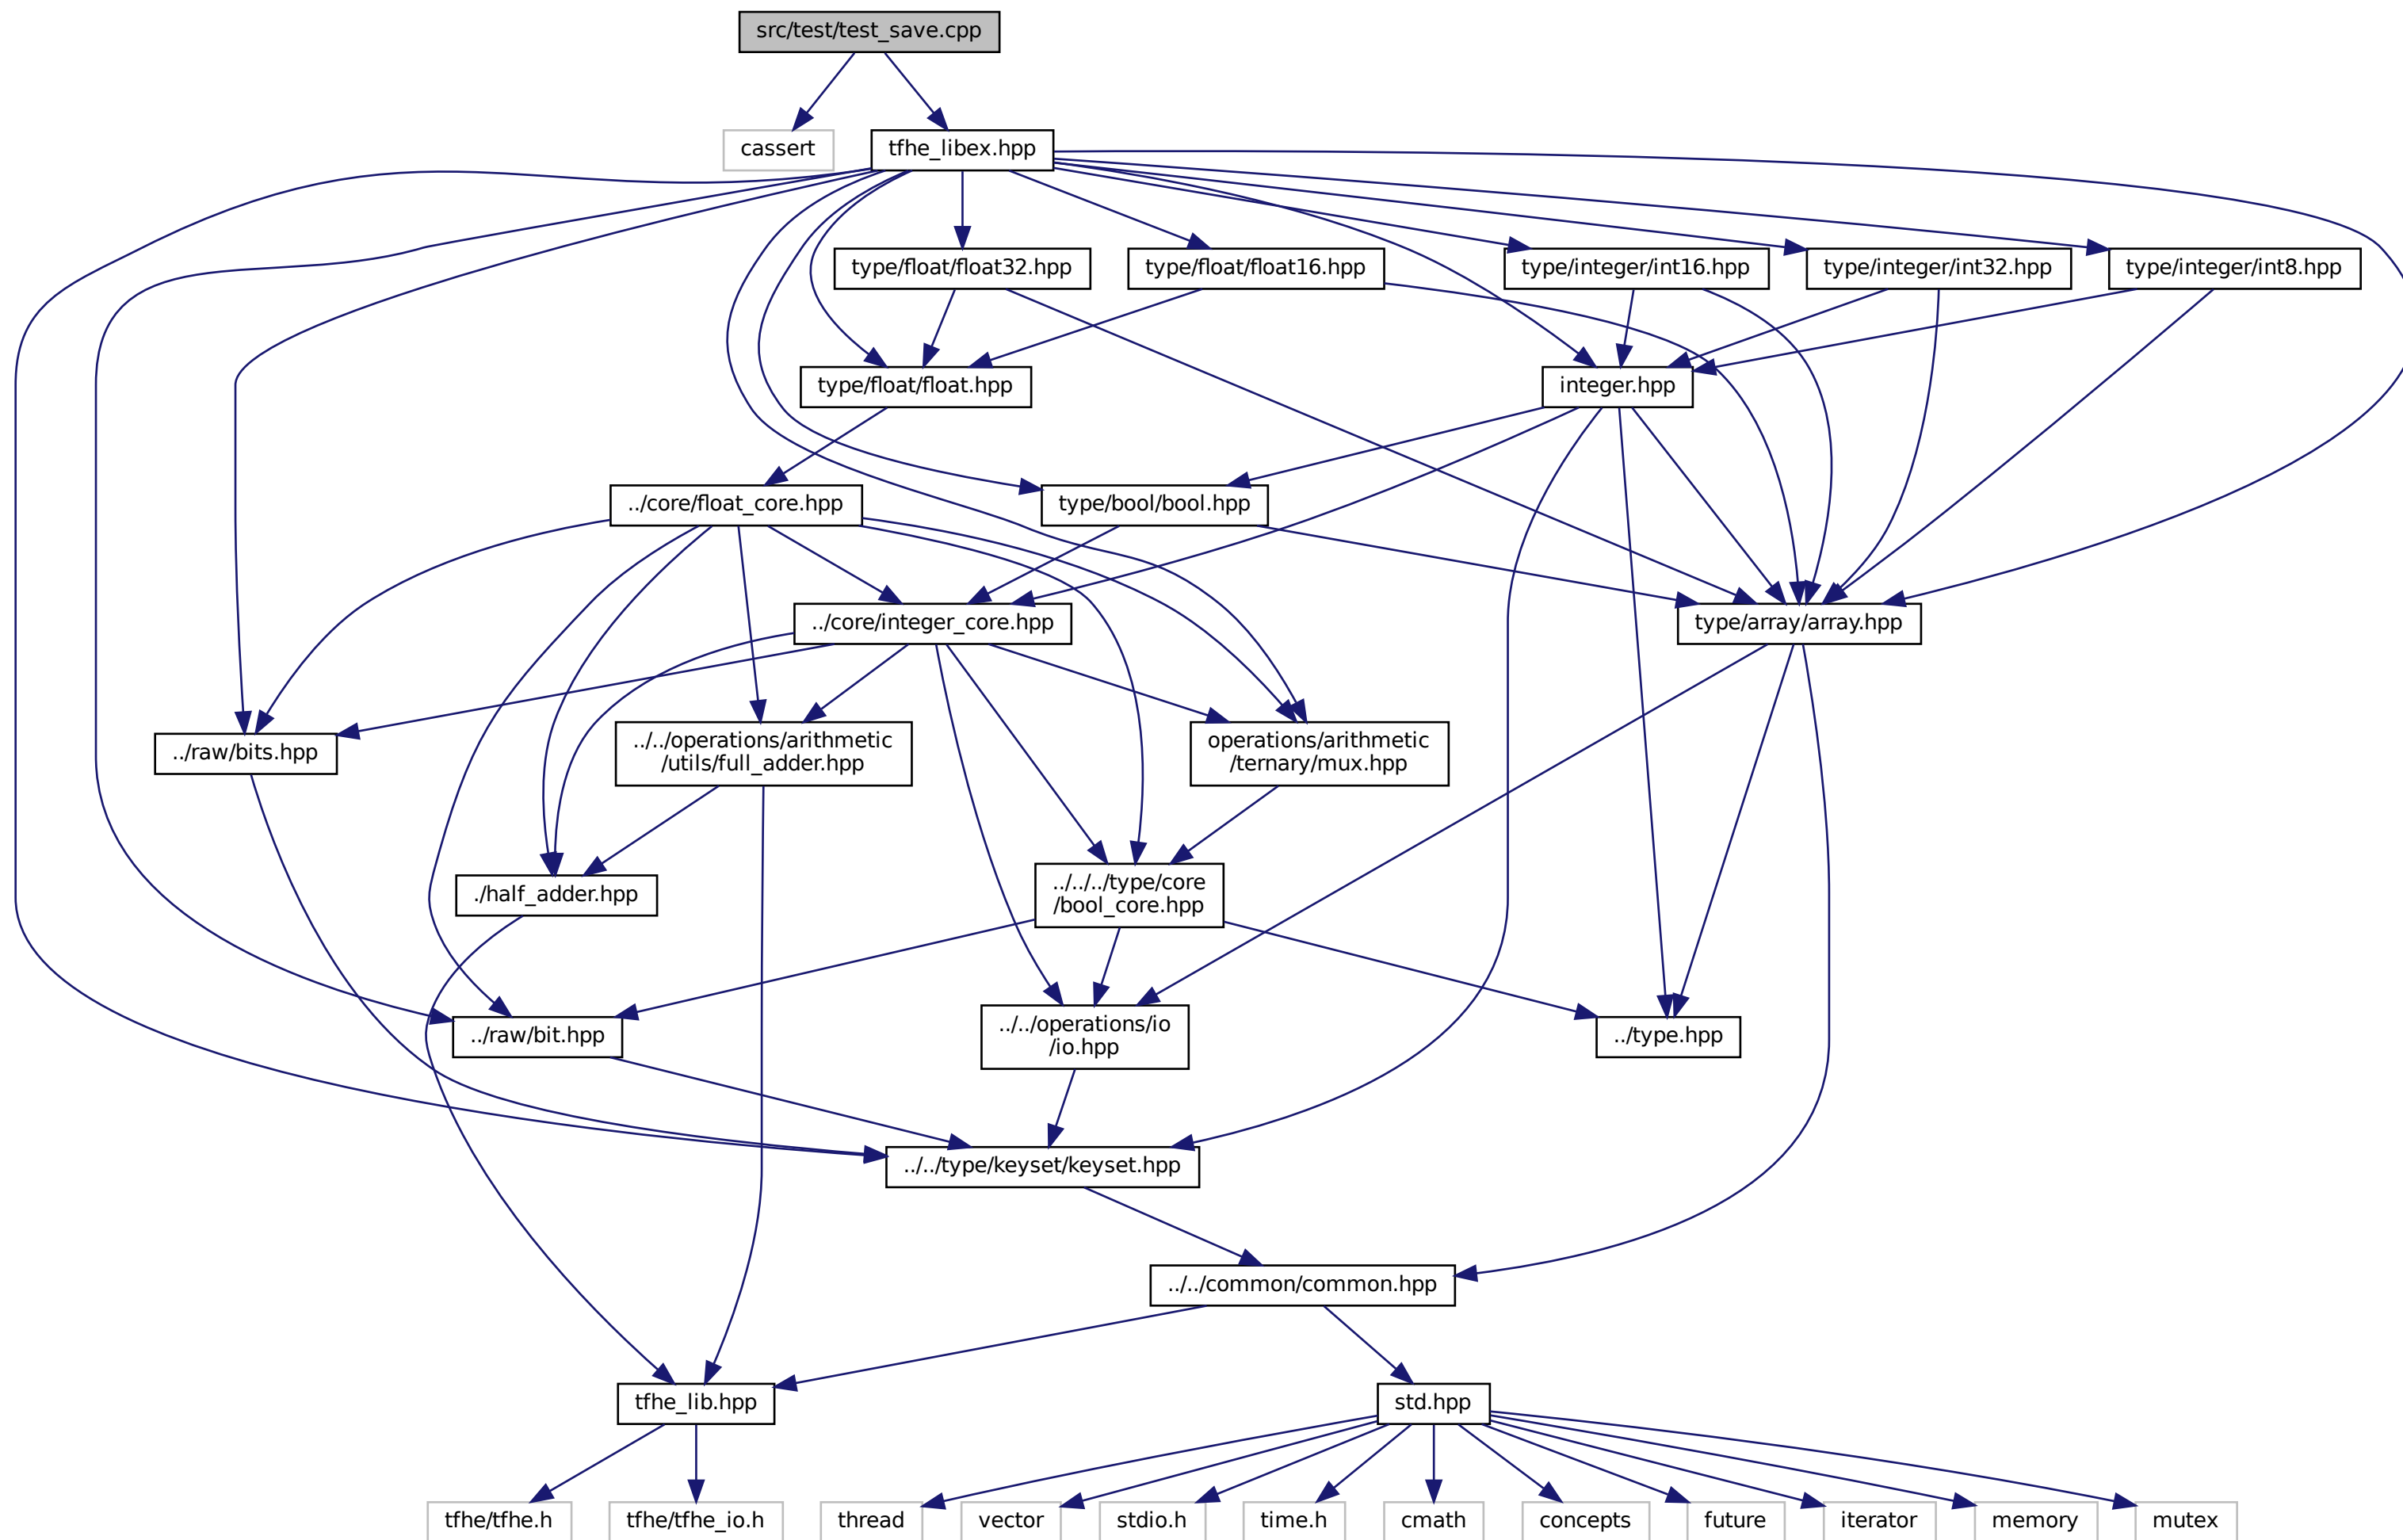 src/test/test_save.cpp
cassert
tfhe_libex.hpp
type/float/float32.hpp
type/float/float16.hpp
type/integer/int16.hpp
type/integer/int32.hpp
type/integer/int8.hpp
type/float/float.hpp
integer.hpp
../core/float_core.hpp
type/bool/bool.hpp
../core/integer_core.hpp
type/array/array.hpp
../raw/bits.hpp
../../operations/arithmetic
/utils/full_adder.hpp
operations/arithmetic
/ternary/mux.hpp
./half_adder.hpp
../../../type/core
/bool_core.hpp
../raw/bit.hpp
../../operations/io
/io.hpp
../type.hpp
../../type/keyset/keyset.hpp
../../common/common.hpp
tfhe_lib.hpp
std.hpp
tfhe/tfhe.h
tfhe/tfhe_io.h
thread
vector
stdio.h
time.h
cmath
concepts
future
iterator
memory
mutex